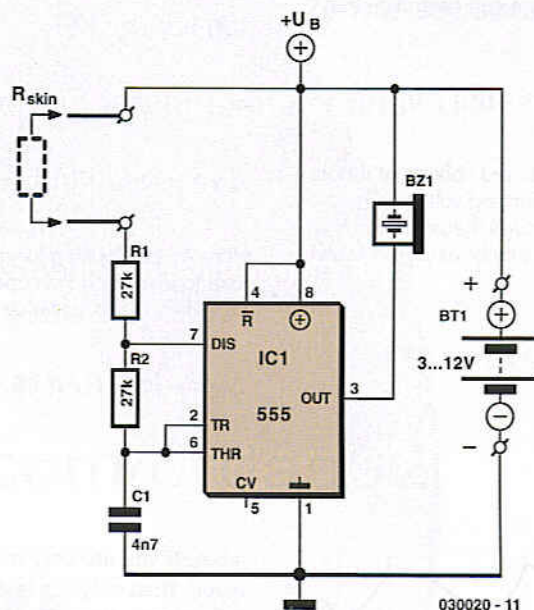 +U B
R skin
BZ1
R1
27k
4
8
R
+
BT1
7
DIS
IC1
3...12V
R2
27k
3
OUT
555
2
TR
6
THR
C1
CV
5
1
4n7
030020 - 11